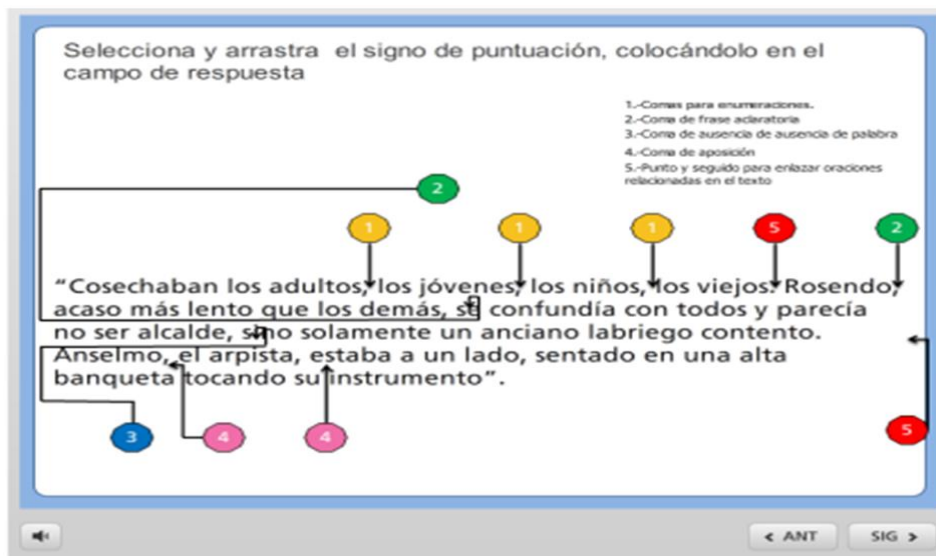 Selecciona y arrastra el signo de puntuación, colocándolo en el
campo de respuesta
1.-Comas para enumeraciones.
2.-Coma de frase aclaratoria
3.-Coma de ausencia de ausencia de palabra
4.-Coma de aposición
5.-Punto y seguido para enlazar oraciones
relacionadas en el texto
2
1 1 1 5 2
“Cosechaban los adultos, los jóvenes, los niños, los viejos. Rosendo,
acaso más lento que los demás, se confundía con todos y parecía
no ser alcalde, sino solamente un anciano labriego contento.
Anselmo, el arpista, estaba a un lado, sentado en una alta
banqueta tocando su instrumento”.
3 4 4 5
< ANT SIG >